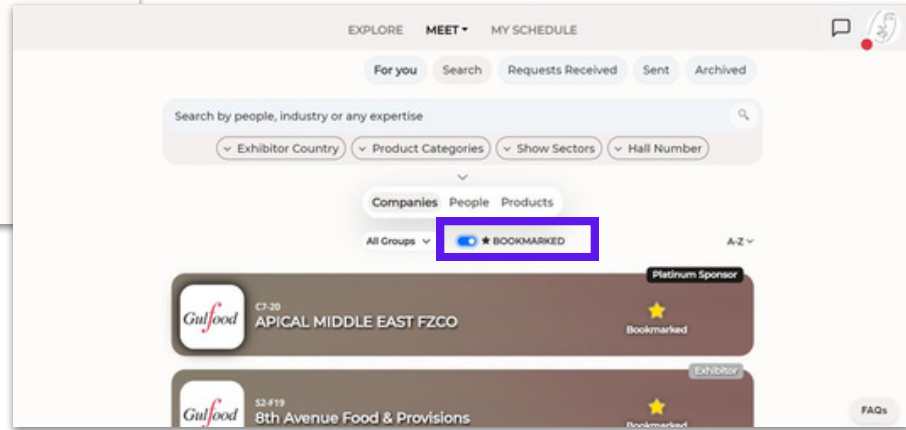 EXPLORE MEET MY SCHEDULE
For you Search Requests Received Sent Archived
Search by people, industry or any expertise
Exhibitor Country Product Categories Show Sectors Hall Number
Companies People Products
All Groups ★ BOOKMARKED A-Z
Platinum Sponsor
Gulfood
C7-20
APICAL MIDDLE EAST FZCO
Bookmarked
Exhibitor
Gulfood
S2-F19
8th Avenue Food & Provisions
Bookmarked
FAQs